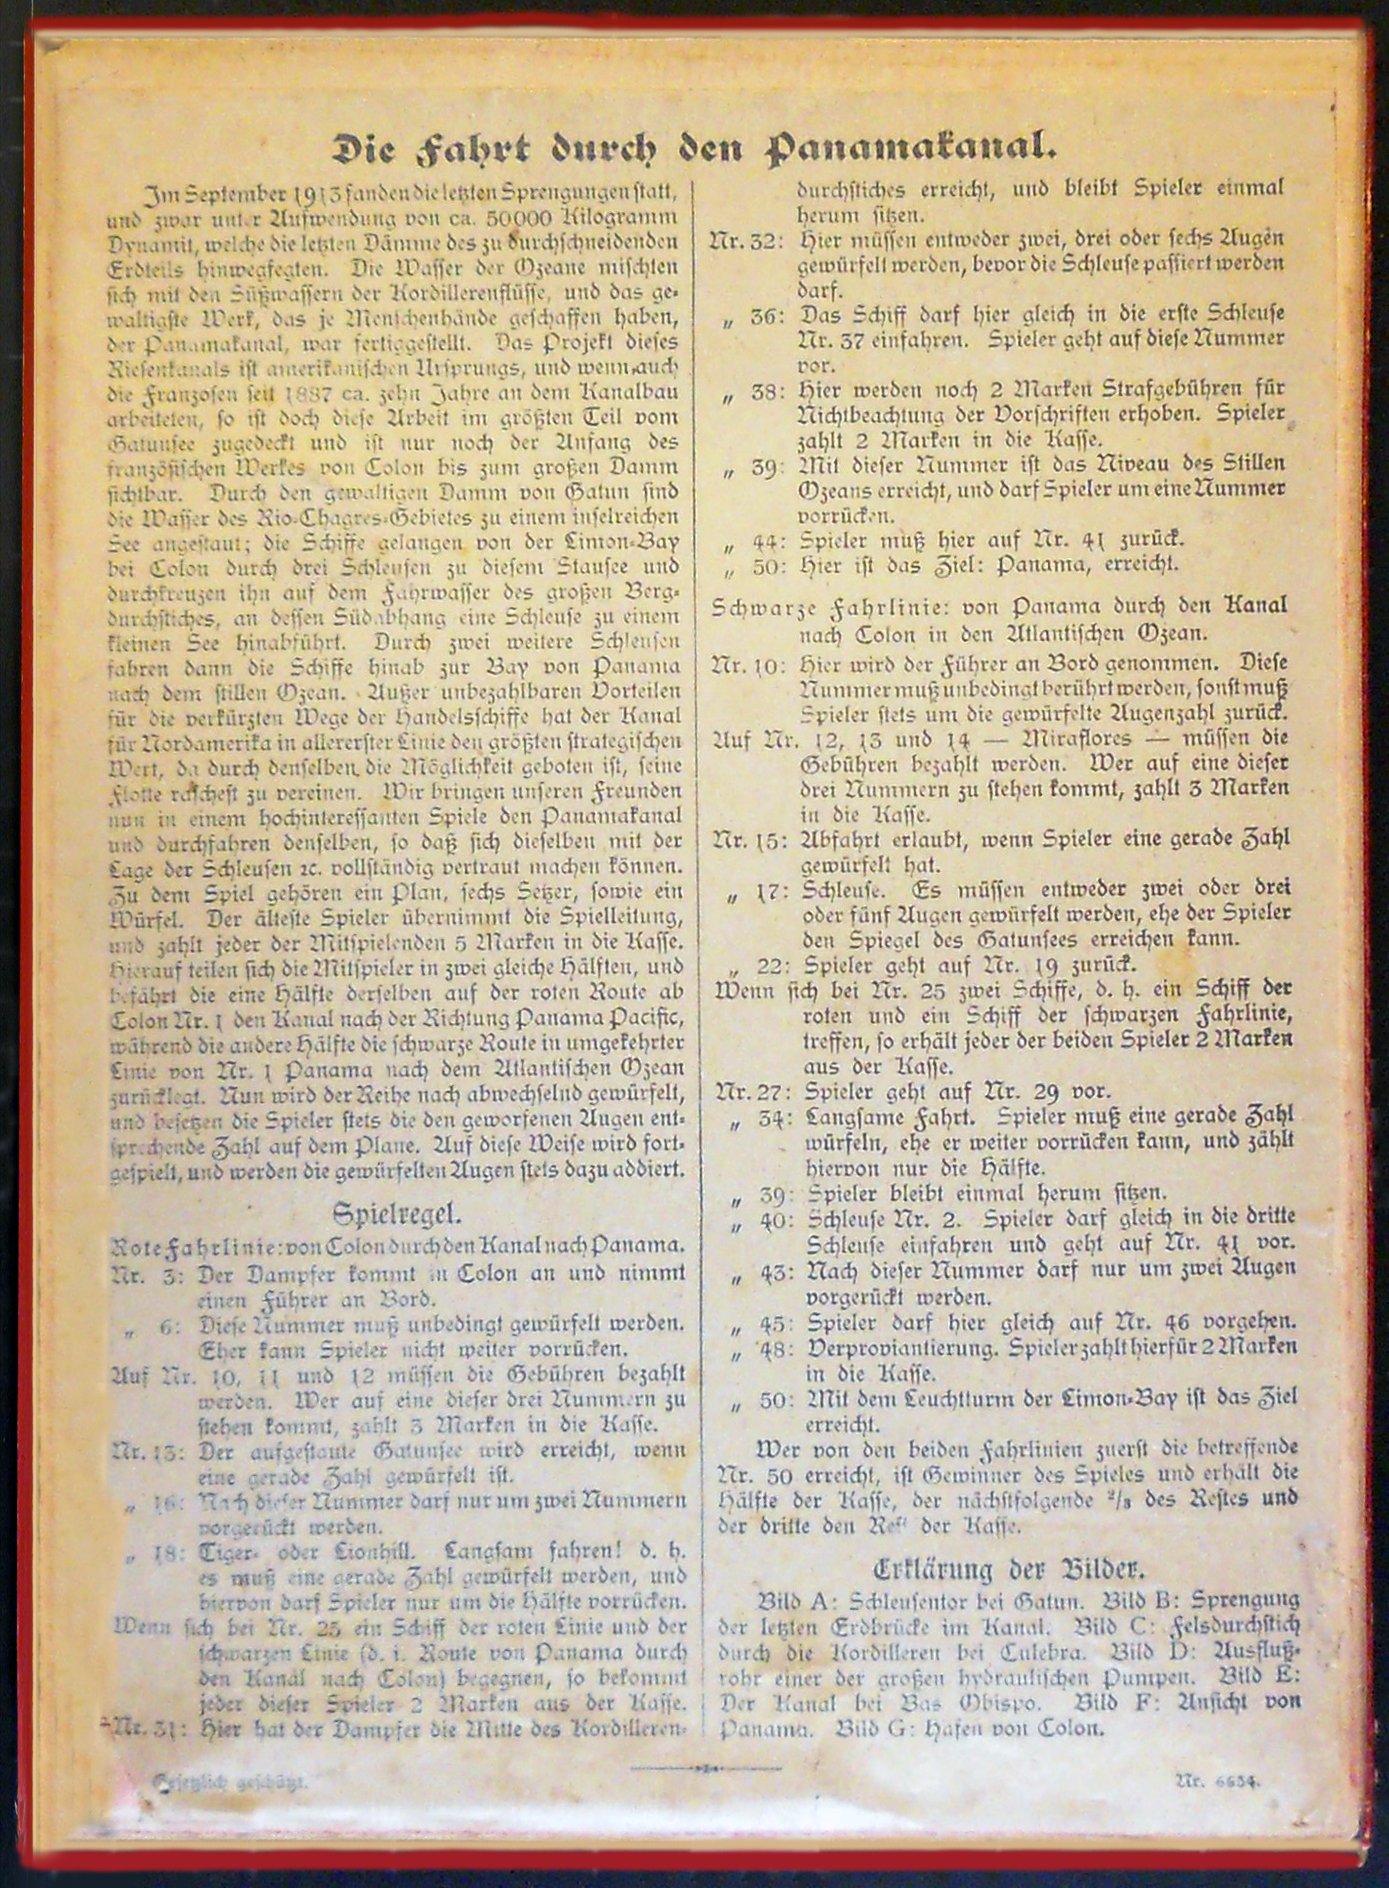 Die Fahrt durch den Panamakanal.
Im September 1913 fanden die letzten Sprengungen statt,
und zwar unter Aufwendung von ca. 50000 Kilogramm
Dynamit, welche die letzten Dämme des zu durchschneidenden
Erdteils hinwegfegten. Die Wasser der Ozeane mischten
sich mit den Süßwassern der Kordillerenflüsse, und das ge-
waltigste Werk, das je Menschenhände geschaffen haben,
der Panamakanal, war fertiggestellt. Das Projekt dieses
Riesenkanals ist amerikanischen Ursprungs, und wenn auch
die Franzosen seit 1887 ca. zehn Jahre an dem Kanalbau
arbeiteten, so ist doch diese Arbeit im größten Teil vom
Gatunsee zugedeckt und ist nur noch der Anfang des
französischen Werkes von Colon bis zum großen Damm
sichtbar. Durch den gewaltigen Damm von Gatun sind
die Wasser des Rio-Chagres-Gebietes zu einem inselreichen
See angestaut; die Schiffe gelangen von der Limon-Bay
bei Colon durch drei Schleusen zu diesem Stausee und
durchkreuzen ihn auf dem Fahrwasser des großen Berg-
durchstiches, an dessen Südabhang eine Schleuse zu einem
kleinen See hinabführt. Durch zwei weitere Schleusen
fahren dann die Schiffe hinab zur Bay von Panama
nach dem stillen Ozean. Außer unbezahlbaren Vorteilen
für die verkürzten Wege der Handelsschiffe hat der Kanal
für Nordamerika in allererster Linie den größten strategischen
Wert, da durch denselben die Möglichkeit geboten ist, seine
Flotte raschest zu vereinen. Wir bringen unseren Freunden
nun in einem hochinteressanten Spiele den Panamakanal
und durchfahren denselben, so daß sich dieselben mit der
Lage der Schleusen ꝛc. vollständig vertraut machen können.
Zu dem Spiel gehören ein Plan, sechs Setzer, sowie ein
Würfel. Der älteste Spieler übernimmt die Spielleitung,
und zahlt jeder der Mitspielenden 5 Marken in die Kasse.
Hierauf teilen sich die Mitspieler in zwei gleiche Hälften, und
befährt die eine Hälfte derselben auf der roten Route ab
Colon Nr. 1 den Kanal nach der Richtung Panama Pacific,
während die andere Hälfte die schwarze Route in umgekehrter
Linie von Nr. 1 Panama nach dem Atlantischen Ozean
zurücklegt. Nun wird der Reihe nach abwechselnd gewürfelt,
und besetzen die Spieler stets die den geworfenen Augen ent-
sprechende Zahl auf dem Plane. Auf diese Weise wird fort-
gespielt, und werden die gewürfelten Augen stets dazu addiert.
Spielregel.
Rote Fahrlinie: von Colon durch den Kanal nach Panama.
Nr. 3: Der Dampfer kommt in Colon an und nimmt
einen Führer an Bord.
„ 6: Diese Nummer muß unbedingt gewürfelt werden.
Eher kann Spieler nicht weiter vorrücken.
Auf Nr. 10, 11 und 12 müssen die Gebühren bezahlt
werden. Wer auf eine dieser drei Nummern zu
stehen kommt, zahlt 3 Marken in die Kasse.
Nr. 13: Der aufgestaute Gatunsee wird erreicht, wenn
eine gerade Zahl gewürfelt ist.
„ 16: Nach dieser Nummer darf nur um zwei Nummern
vorgerückt werden.
„ 18: Tiger- oder Lionhill. Langsam fahren! d. h.
es muß eine gerade Zahl gewürfelt werden, und
hiervon darf Spieler nur um die Hälfte vorrücken.
Wenn sich bei Nr. 25 ein Schiff der roten Linie und der
schwarzen Linie (d. i. Route von Panama durch
den Kanal nach Colon) begegnen, so bekommt
jeder dieser Spieler 2 Marken aus der Kasse.
Nr. 31: Hier hat der Dampfer die Mitte des Kordilleren-
durchstiches erreicht, und bleibt Spieler einmal
herum sitzen.
Nr. 32: Hier müssen entweder zwei, drei oder sechs Augen
gewürfelt werden, bevor die Schleuse passiert werden
darf.
„ 36: Das Schiff darf hier gleich in die erste Schleuse
Nr. 37 einfahren. Spieler geht auf diese Nummer
vor.
„ 38: Hier werden noch 2 Marken Strafgebühren für
Nichtbeachtung der Vorschriften erhoben. Spieler
zahlt 2 Marken in die Kasse.
„ 39: Mit dieser Nummer ist das Niveau des Stillen
Ozeans erreicht, und darf Spieler um eine Nummer
vorrücken.
„ 44: Spieler muß hier auf Nr. 41 zurück.
„ 50: Hier ist das Ziel: Panama, erreicht.
Schwarze Fahrlinie: von Panama durch den Kanal
nach Colon in den Atlantischen Ozean.
Nr. 10: Hier wird der Führer an Bord genommen. Diese
Nummer muß unbedingt berührt werden, sonst muß
Spieler stets um die gewürfelte Augenzahl zurück.
Auf Nr. 12, 13 und 14 — Miraflores — müssen die
Gebühren bezahlt werden. Wer auf eine dieser
drei Nummern zu stehen kommt, zahlt 3 Marken
in die Kasse.
Nr. 15: Abfahrt erlaubt, wenn Spieler eine gerade Zahl
gewürfelt hat.
„ 17: Schleuse. Es müssen entweder zwei oder drei
oder fünf Augen gewürfelt werden, ehe der Spieler
den Spiegel des Gatunsees erreichen kann.
„ 22: Spieler geht auf Nr. 19 zurück.
Wenn sich bei Nr. 25 zwei Schiffe, d. h. ein Schiff der
roten und ein Schiff der schwarzen Fahrlinie,
treffen, so erhält jeder der beiden Spieler 2 Marken
aus der Kasse.
Nr. 27: Spieler geht auf Nr. 29 vor.
„ 34: Langsame Fahrt. Spieler muß eine gerade Zahl
würfeln, ehe er weiter vorrücken kann, und zählt
hiervon nur die Hälfte.
„ 39: Spieler bleibt einmal herum sitzen.
„ 40: Schleuse Nr. 2. Spieler darf gleich in die dritte
Schleuse einfahren und geht auf Nr. 41 vor.
„ 43: Nach dieser Nummer darf nur um zwei Augen
vorgerückt werden.
„ 45: Spieler darf hier gleich auf Nr. 46 vorgehen.
„ 48: Verproviantierung. Spieler zahlt hierfür 2 Marken
in die Kasse.
„ 50: Mit dem Leuchtturm der Limon-Bay ist das Ziel
erreicht.
Wer von den beiden Fahrlinien zuerst die betreffende
Nr. 50 erreicht, ist Gewinner des Spieles und erhält die
Hälfte der Kasse, der nächstfolgende ²/₃ des Restes und
der dritte den Rest der Kasse.
Erklärung der Bilder.
Bild A: Schleusentor bei Gatun. Bild B: Sprengung
der letzten Erdbrücke im Kanal. Bild C: Felsdurchstich
durch die Kordilleren bei Culebra. Bild D: Ausfluß-
rohr einer der großen hydraulischen Pumpen. Bild E:
Der Kanal bei Bas Obispo. Bild F: Ansicht von
Panama. Bild G: Hafen von Colon.
Gesetzlich geschützt.
Nr. 6634.